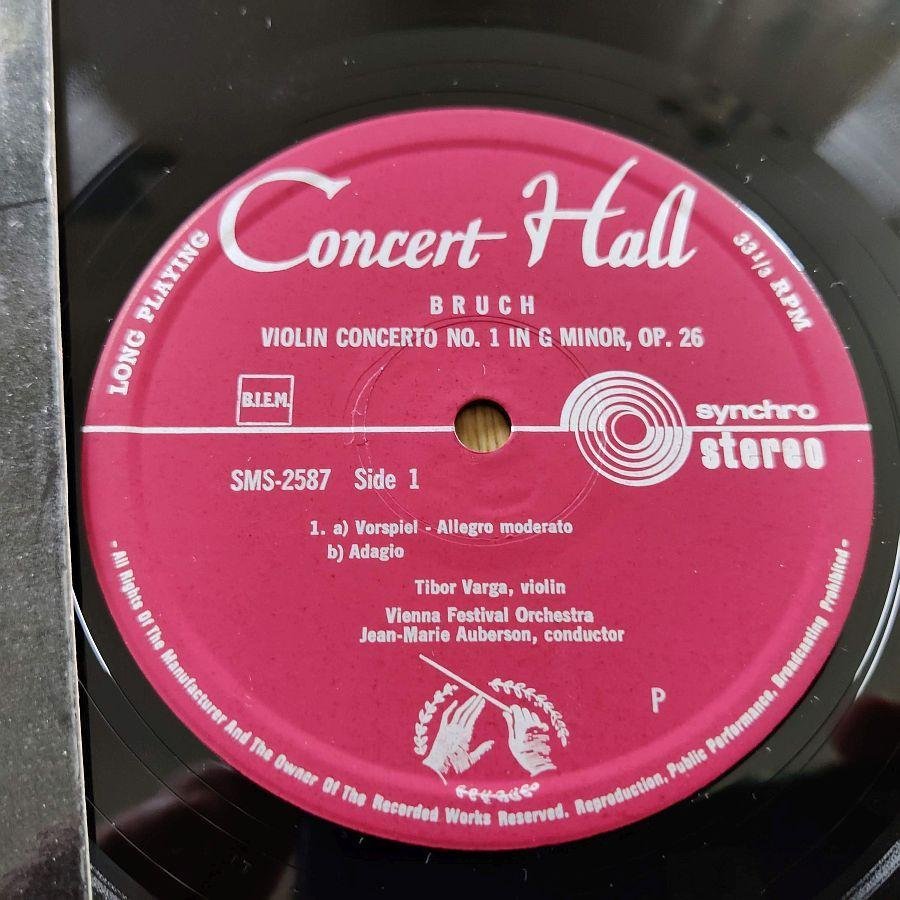 Concert Hall
LONG PLAYING
33 1/3 RPM
BRUCH
VIOLIN CONCERTO NO. 1 IN G MINOR, OP. 26
B.I.E.M.
synchro
stereo
SMS-2587 Side 1
1. a) Vorspiel - Allegro moderato
b) Adagio
Tibor Varga, violin
Vienna Festival Orchestra
Jean-Marie Auberson, conductor
P
- All Rights Of The Manufacturer And The Owner Of The Recorded Works Reserved. Reproduction, Public Performance, Broadcasting Prohibited -